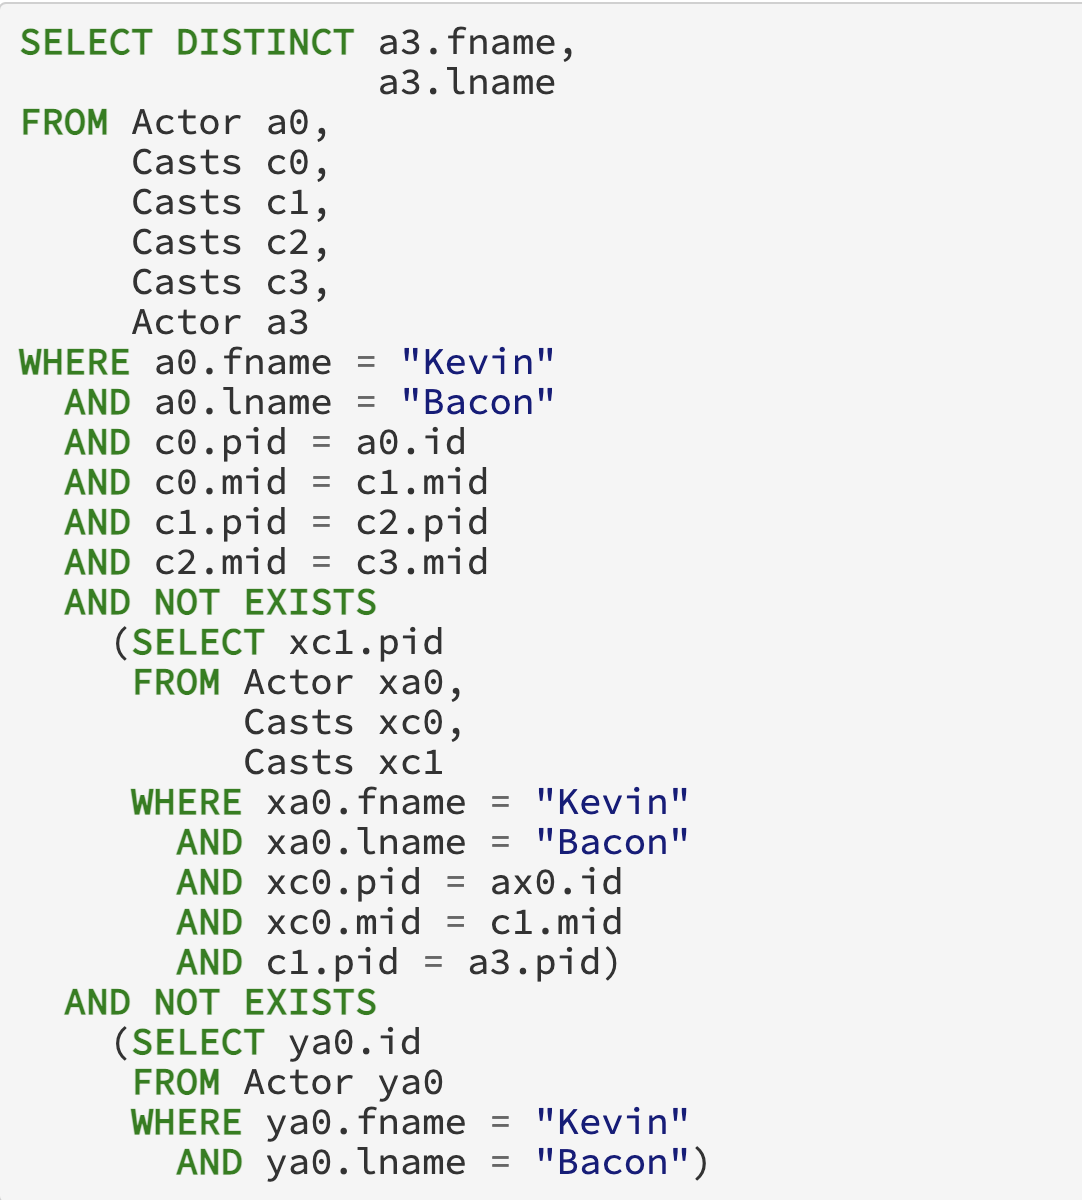 SELECT DISTINCT a3.fname,
                a3.lname
FROM Actor a0,
     Casts c0,
     Casts c1,
     Casts c2,
     Casts c3,
     Actor a3
WHERE a0.fname = "Kevin"
  AND a0.lname = "Bacon"
  AND c0.pid = a0.id
  AND c0.mid = c1.mid
  AND c1.pid = c2.pid
  AND c2.mid = c3.mid
  AND NOT EXISTS
    (SELECT xc1.pid
     FROM Actor xa0,
          Casts xc0,
          Casts xc1
     WHERE xa0.fname = "Kevin"
       AND xa0.lname = "Bacon"
       AND xc0.pid = ax0.id
       AND xc0.mid = c1.mid
       AND c1.pid = a3.pid)
  AND NOT EXISTS
    (SELECT ya0.id
     FROM Actor ya0
     WHERE ya0.fname = "Kevin"
       AND ya0.lname = "Bacon")